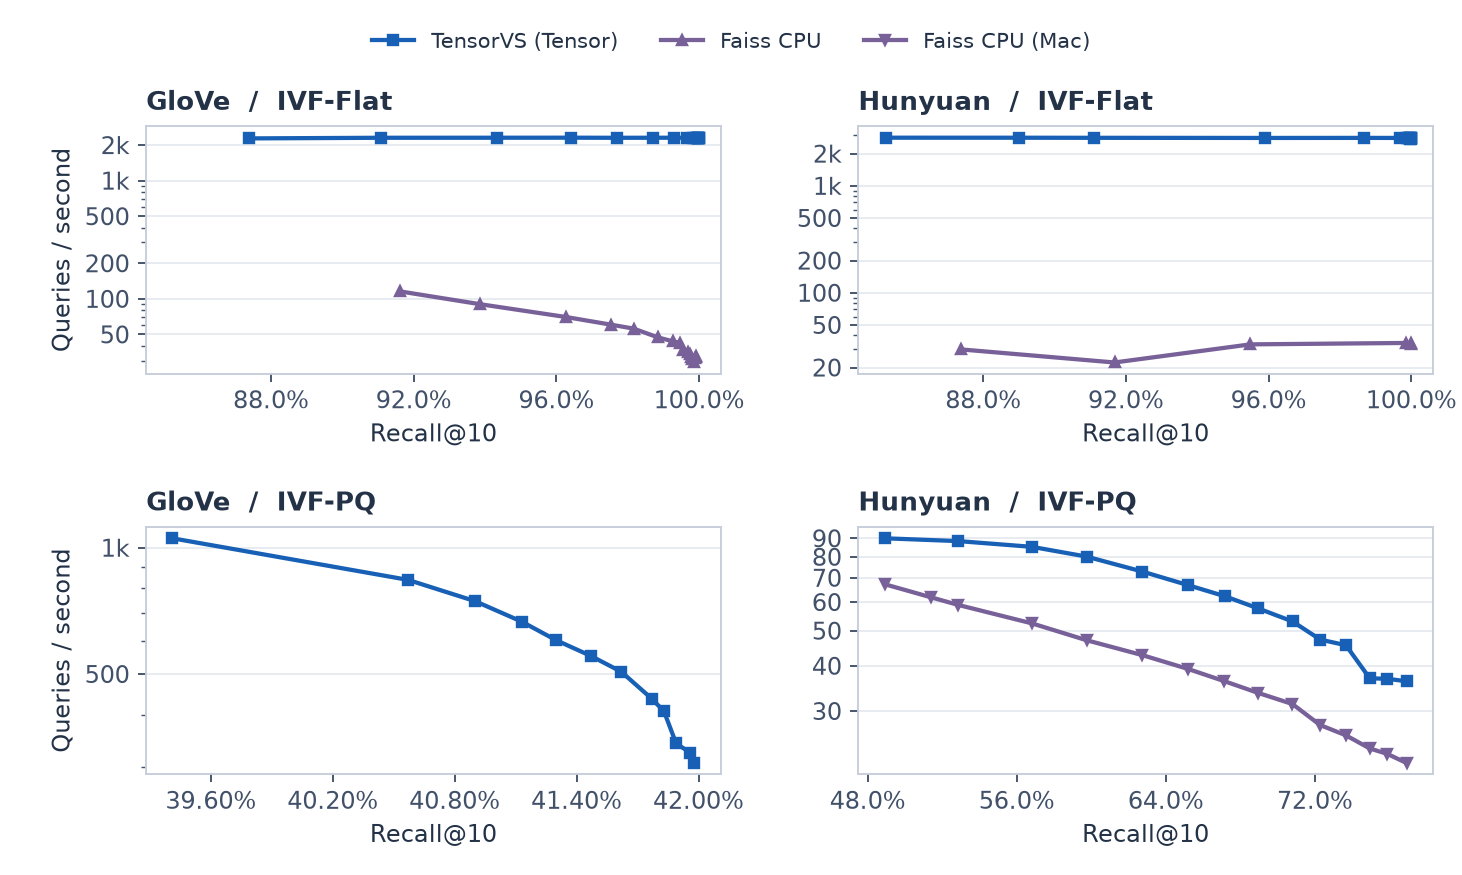 TensorVS (Tensor)  Faiss CPU  Faiss CPU (Mac)
GloVe / IVF-Flat
Queries / second
2k
1k
500
200
100
50
88.0%  92.0%  96.0%  100.0%
Recall@10
Hunyuan / IVF-Flat
2k
1k
500
200
100
50
20
88.0%  92.0%  96.0%  100.0%
Recall@10
GloVe / IVF-PQ
Queries / second
1k
500
39.60%  40.20%  40.80%  41.40%  42.00%
Recall@10
Hunyuan / IVF-PQ
90
80
70
60
50
40
30
48.0%  56.0%  64.0%  72.0%
Recall@10